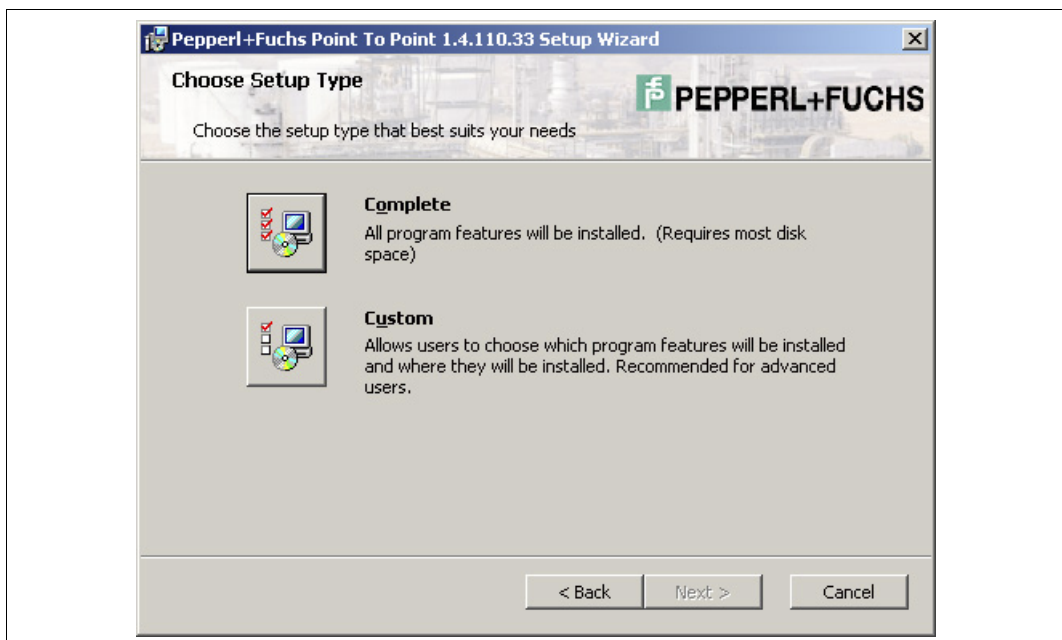 Pepperl+Fuchs Point To Point 1.4.110.33 Setup Wizard
Choose Setup Type
PEPPERL+FUCHS
Choose the setup type that best suits your needs
Complete
All program features will be installed. (Requires most disk
space)
Custom
Allows users to choose which program features will be installed
and where they will be installed. Recommended for advanced
users.
< Back
Next >
Cancel